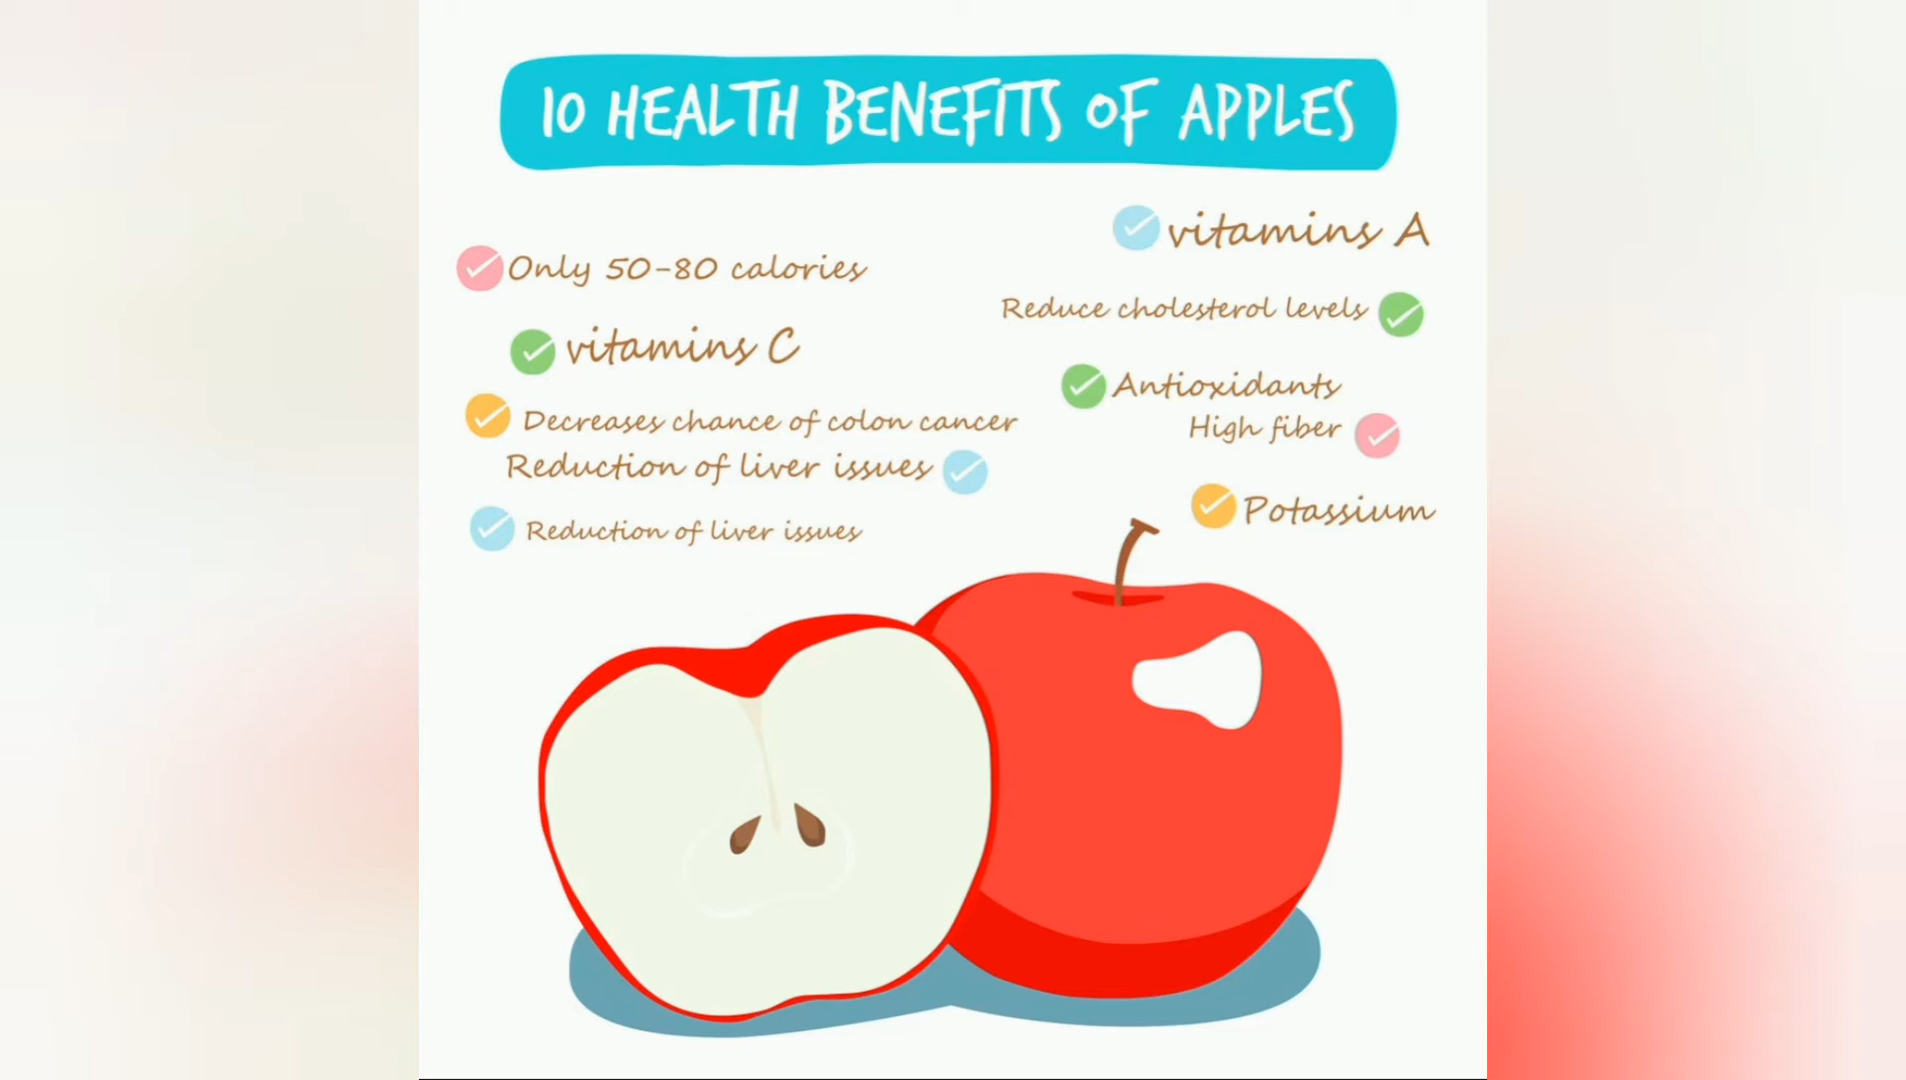 10 HEALTH BENEFITS OF APPLES
Only 50-80 calories
vitamins C
Decreases chance of colon cancer
Reduction of liver issues
Reduction of liver issues
vitamins A
Reduce cholesterol levels
Antioxidants
High fiber
Potassium